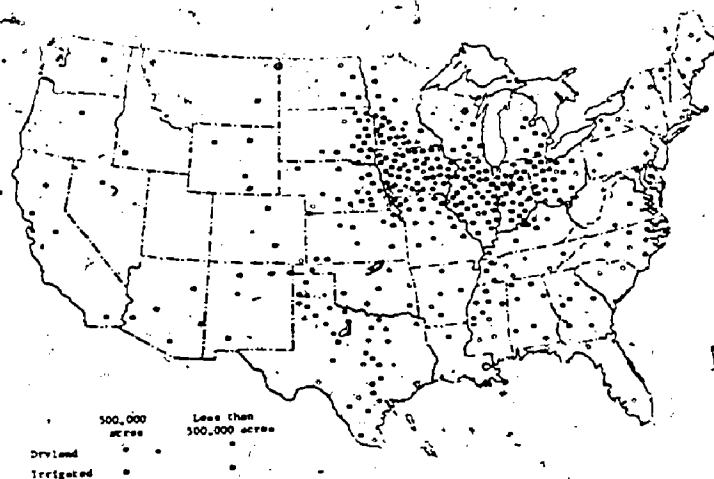 500,000 Less than
acres 500,000 acres
Dryland
Irrigated